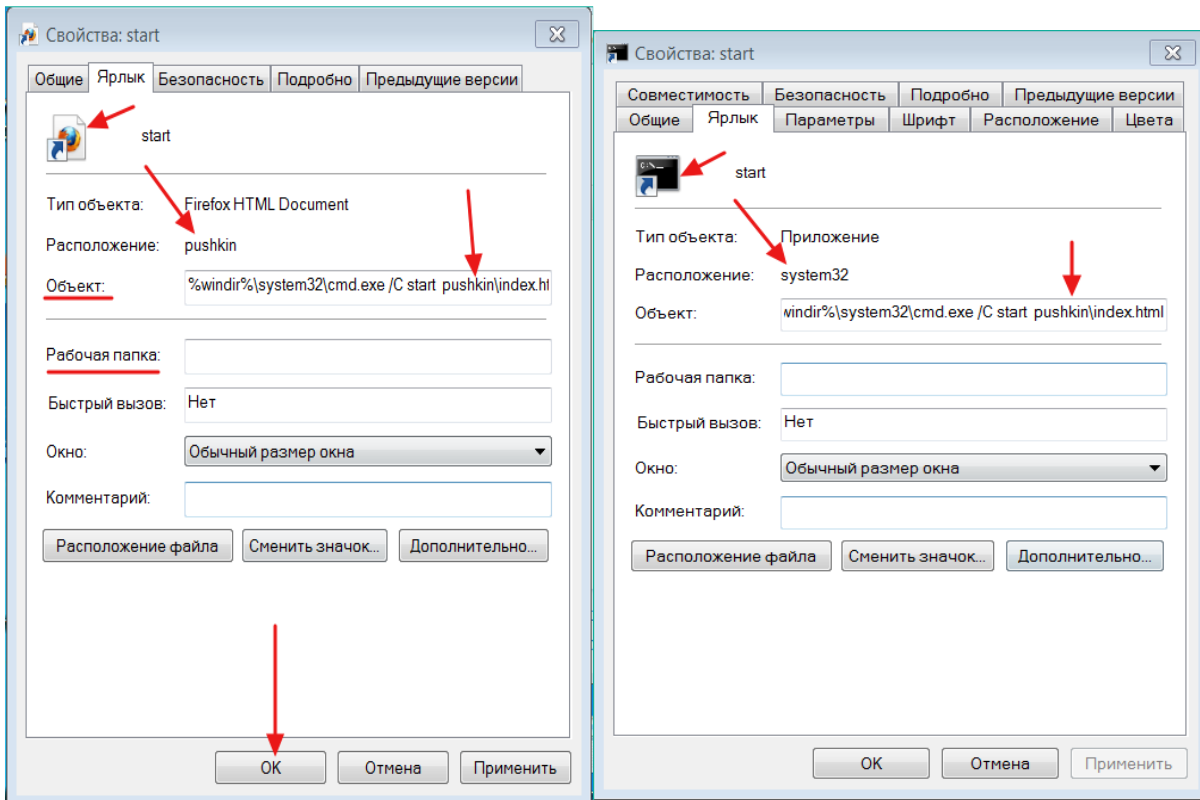 Свойства: start
Общие Ярлык Безопасность Подробно Предыдущие версии
start
Тип объекта: Firefox HTML Document
Расположение: pushkin
Объект: %windir%\system32\cmd.exe /C start pushkin\index.ht
Рабочая папка:
Быстрый вызов: Нет
Окно: Обычный размер окна
Комментарий:
Расположение файла Сменить значок... Дополнительно...
OK Отмена Применить
Свойства: start
Совместимость Безопасность Подробно Предыдущие версии
Общие Ярлык Параметры Шрифт Расположение Цвета
C:\
start
Тип объекта: Приложение
Расположение: system32
Объект: windir%\system32\cmd.exe /C start pushkin\index.html
Рабочая папка:
Быстрый вызов: Нет
Окно: Обычный размер окна
Комментарий:
Расположение файла Сменить значок... Дополнительно...
OK Отмена Применить